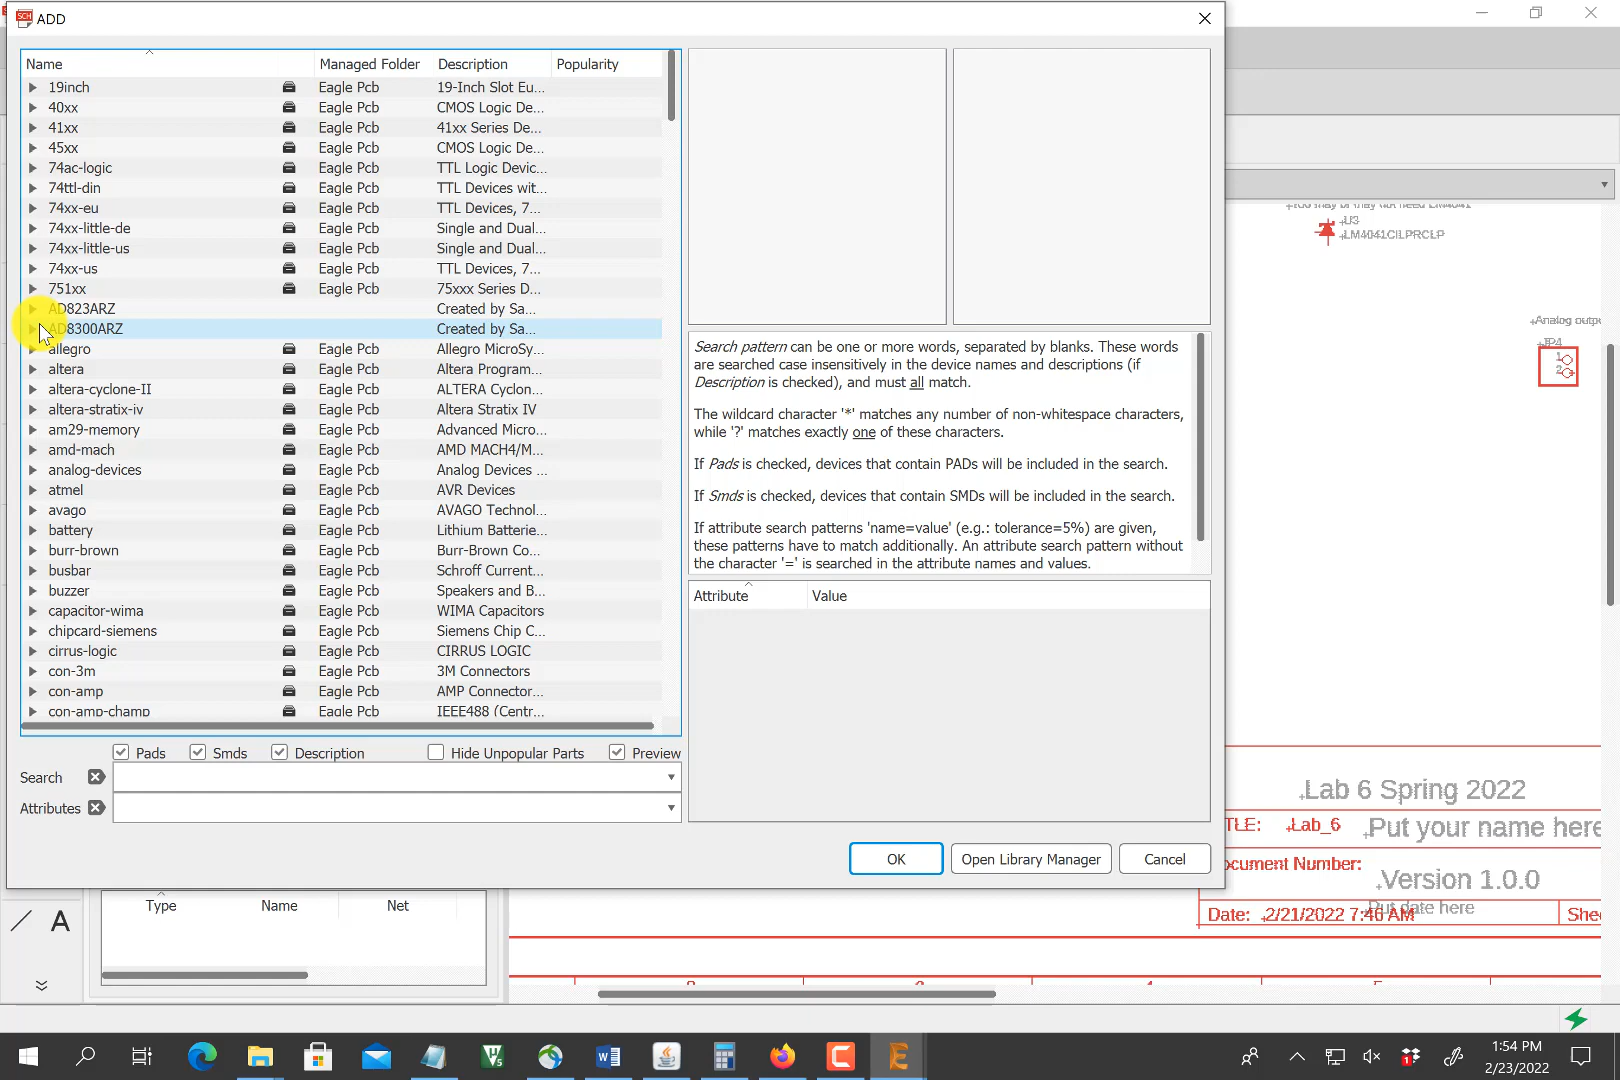 ADD
Name Managed Folder Description Popularity
19inch Eagle Pcb 19-Inch Slot Eu...
40xx Eagle Pcb CMOS Logic De...
41xx Eagle Pcb 41xx Series De...
45xx Eagle Pcb CMOS Logic De...
74ac-logic Eagle Pcb TTL Logic Devic...
74ttl-din Eagle Pcb TTL Devices wit...
74xx-eu Eagle Pcb TTL Devices, 7...
74xx-little-de Eagle Pcb Single and Dual...
74xx-little-us Eagle Pcb Single and Dual...
74xx-us Eagle Pcb TTL Devices, 7...
751xx Eagle Pcb 75xxx Series D...
AD823ARZ Created by Sa...
AD8300ARZ Created by Sa...
allegro Eagle Pcb Allegro MicroSy...
altera Eagle Pcb Altera Program...
altera-cyclone-II Eagle Pcb ALTERA Cyclon...
altera-stratix-iv Eagle Pcb Altera Stratix IV
am29-memory Eagle Pcb Advanced Micro...
amd-mach Eagle Pcb AMD MACH4/M...
analog-devices Eagle Pcb Analog Devices ...
atmel Eagle Pcb AVR Devices
avago Eagle Pcb AVAGO Technol...
battery Eagle Pcb Lithium Batterie...
burr-brown Eagle Pcb Burr-Brown Co...
busbar Eagle Pcb Schroff Current...
buzzer Eagle Pcb Speakers and B...
capacitor-wima Eagle Pcb WIMA Capacitors
chipcard-siemens Eagle Pcb Siemens Chip C...
cirrus-logic Eagle Pcb CIRRUS LOGIC
con-3m Eagle Pcb 3M Connectors
con-amp Eagle Pcb AMP Connector...
con-amp-champ Eagle Pcb IEEE488 (Centr...
Pads Smds Description Hide Unpopular Parts Preview
Search
Attributes
Search pattern can be one or more words, separated by blanks. These words
are searched case insensitively in the device names and descriptions (if
Description is checked), and must all match.
The wildcard character '*' matches any number of non-whitespace characters,
while '?' matches exactly one of these characters.
If Pads is checked, devices that contain PADs will be included in the search.
If Smds is checked, devices that contain SMDs will be included in the search.
If attribute search patterns 'name=value' (e.g.: tolerance=5%) are given,
these patterns have to match additionally. An attribute search pattern without
the character '=' is searched in the attribute names and values.
Attribute Value
OK Open Library Manager Cancel
U3
LM4041CILPRCLP
Analog outp
JP4
1
2
Lab 6 Spring 2022
TLE: Lab_6 Put your name here
ocument Number:
Version 1.0.0
Put date here
Date: 2/21/2022 7:46 AM Shee
Type Name Net
A
1:54 PM
2/23/2022